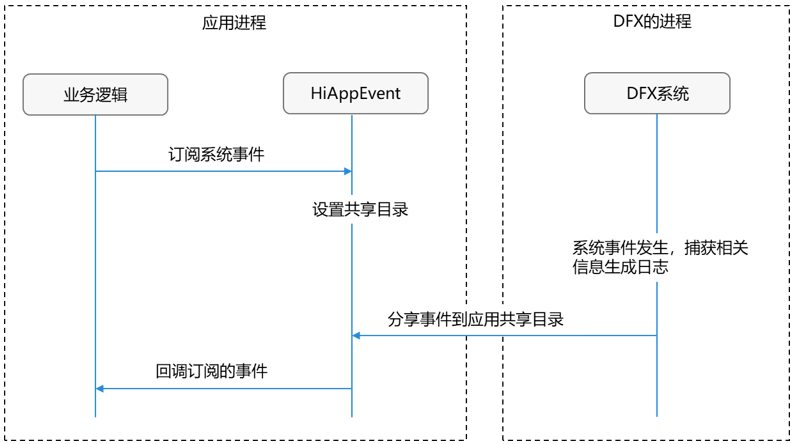 应用进程
DFX的进程
业务逻辑
HiAppEvent
DFX系统
订阅系统事件
设置共享目录
系统事件发生，捕获相关
信息生成日志
分享事件到应用共享目录
回调订阅的事件